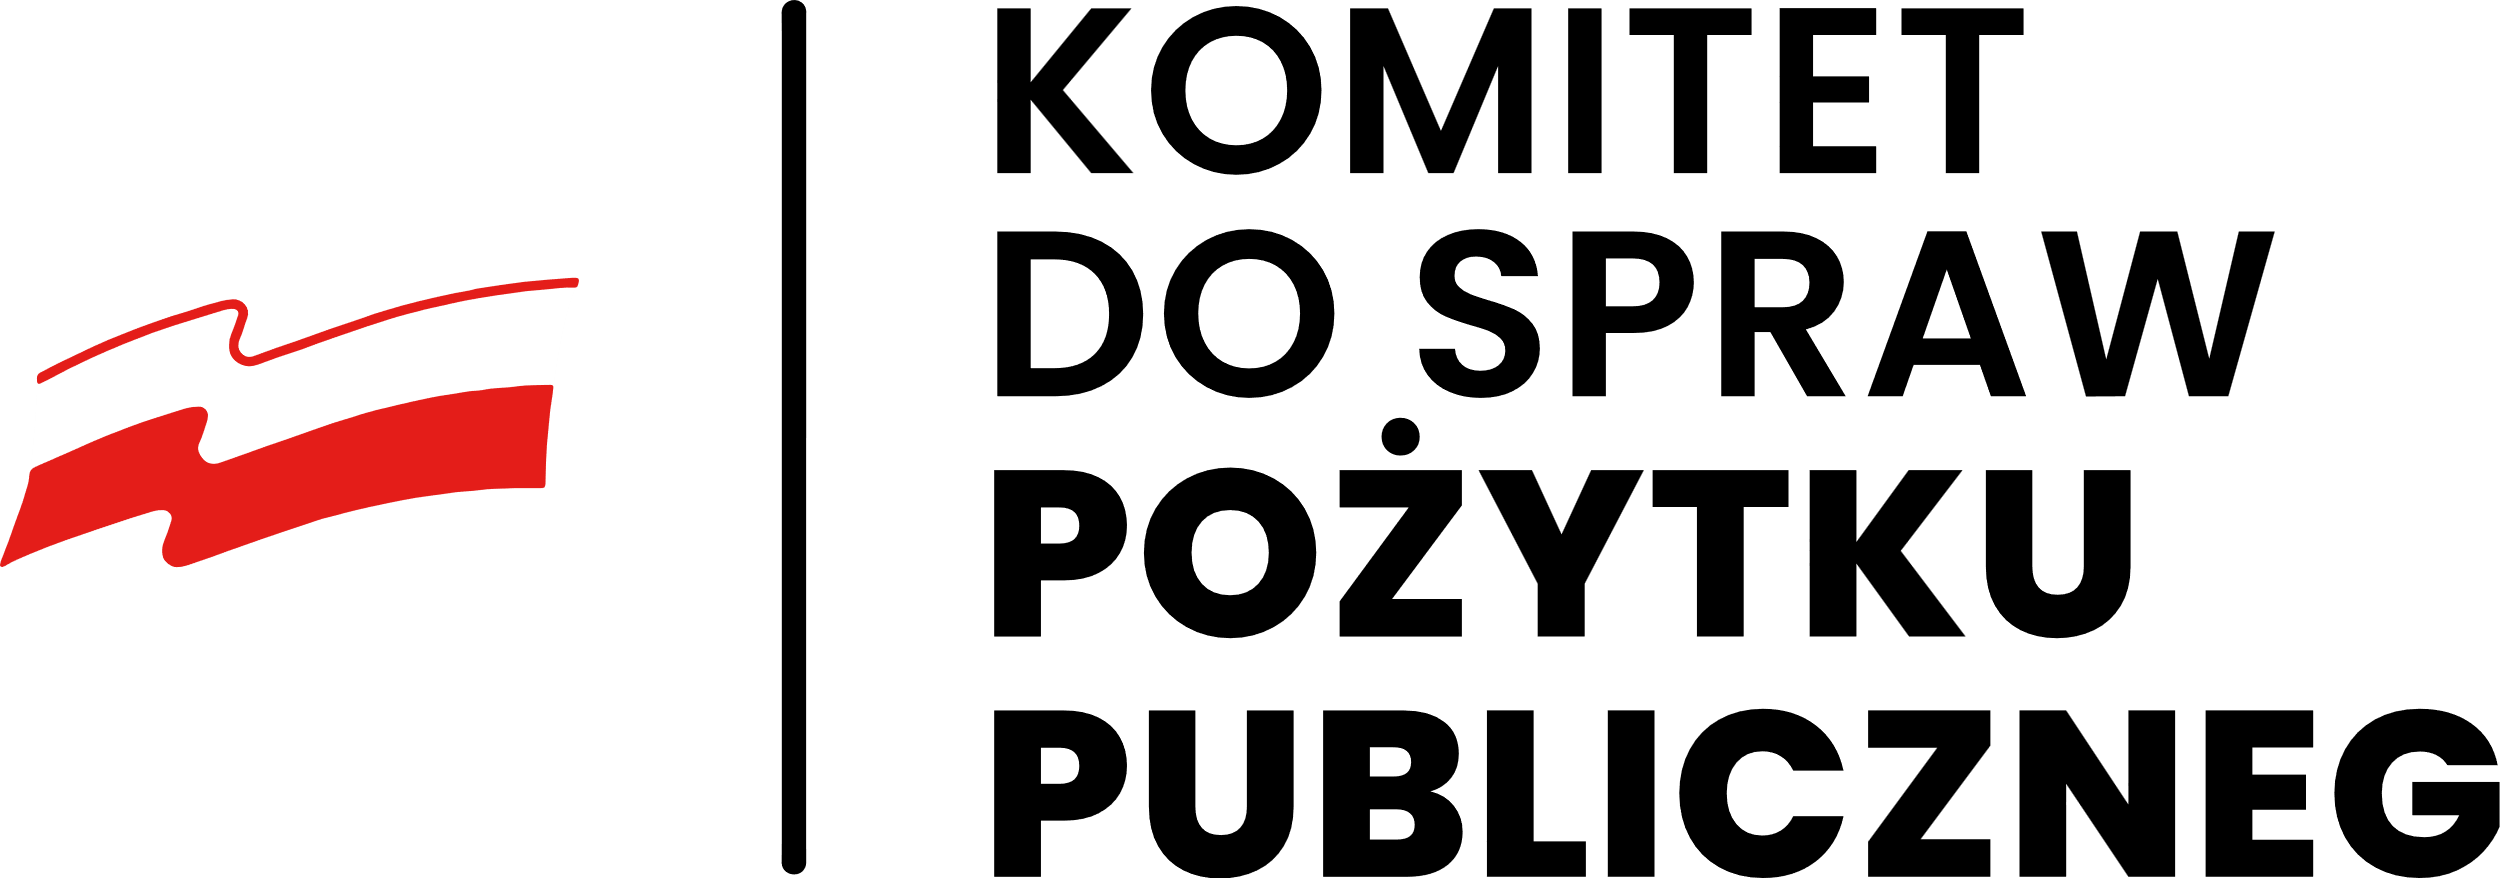 KOMITET
DO SPRAW
POŻYTKU
PUBLICZNEG